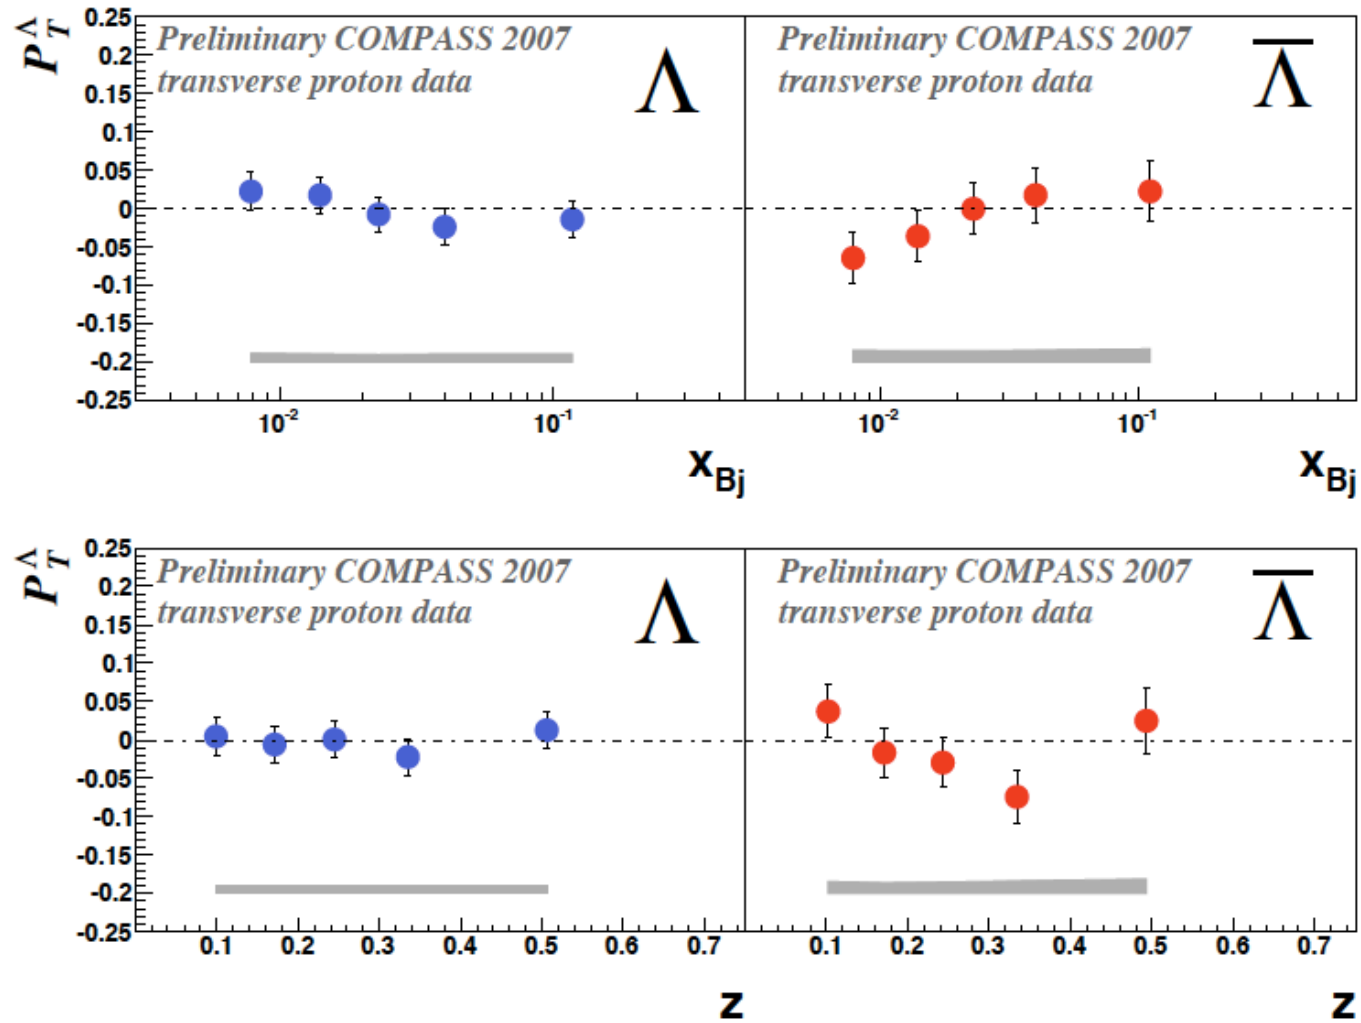 P_T^Λ
Preliminary COMPASS 2007
transverse proton data
Λ
0.25
0.2
0.15
0.1
0.05
0
-0.05
-0.1
-0.15
-0.2
-0.25
10^-2
10^-1
x_Bj
Preliminary COMPASS 2007
transverse proton data
Λ̅
10^-2
10^-1
x_Bj
P_T^Λ
Preliminary COMPASS 2007
transverse proton data
Λ
0.25
0.2
0.15
0.1
0.05
0
-0.05
-0.1
-0.15
-0.2
-0.25
0.1 0.2 0.3 0.4 0.5 0.6 0.7
z
Preliminary COMPASS 2007
transverse proton data
Λ̅
0.1 0.2 0.3 0.4 0.5 0.6 0.7
z